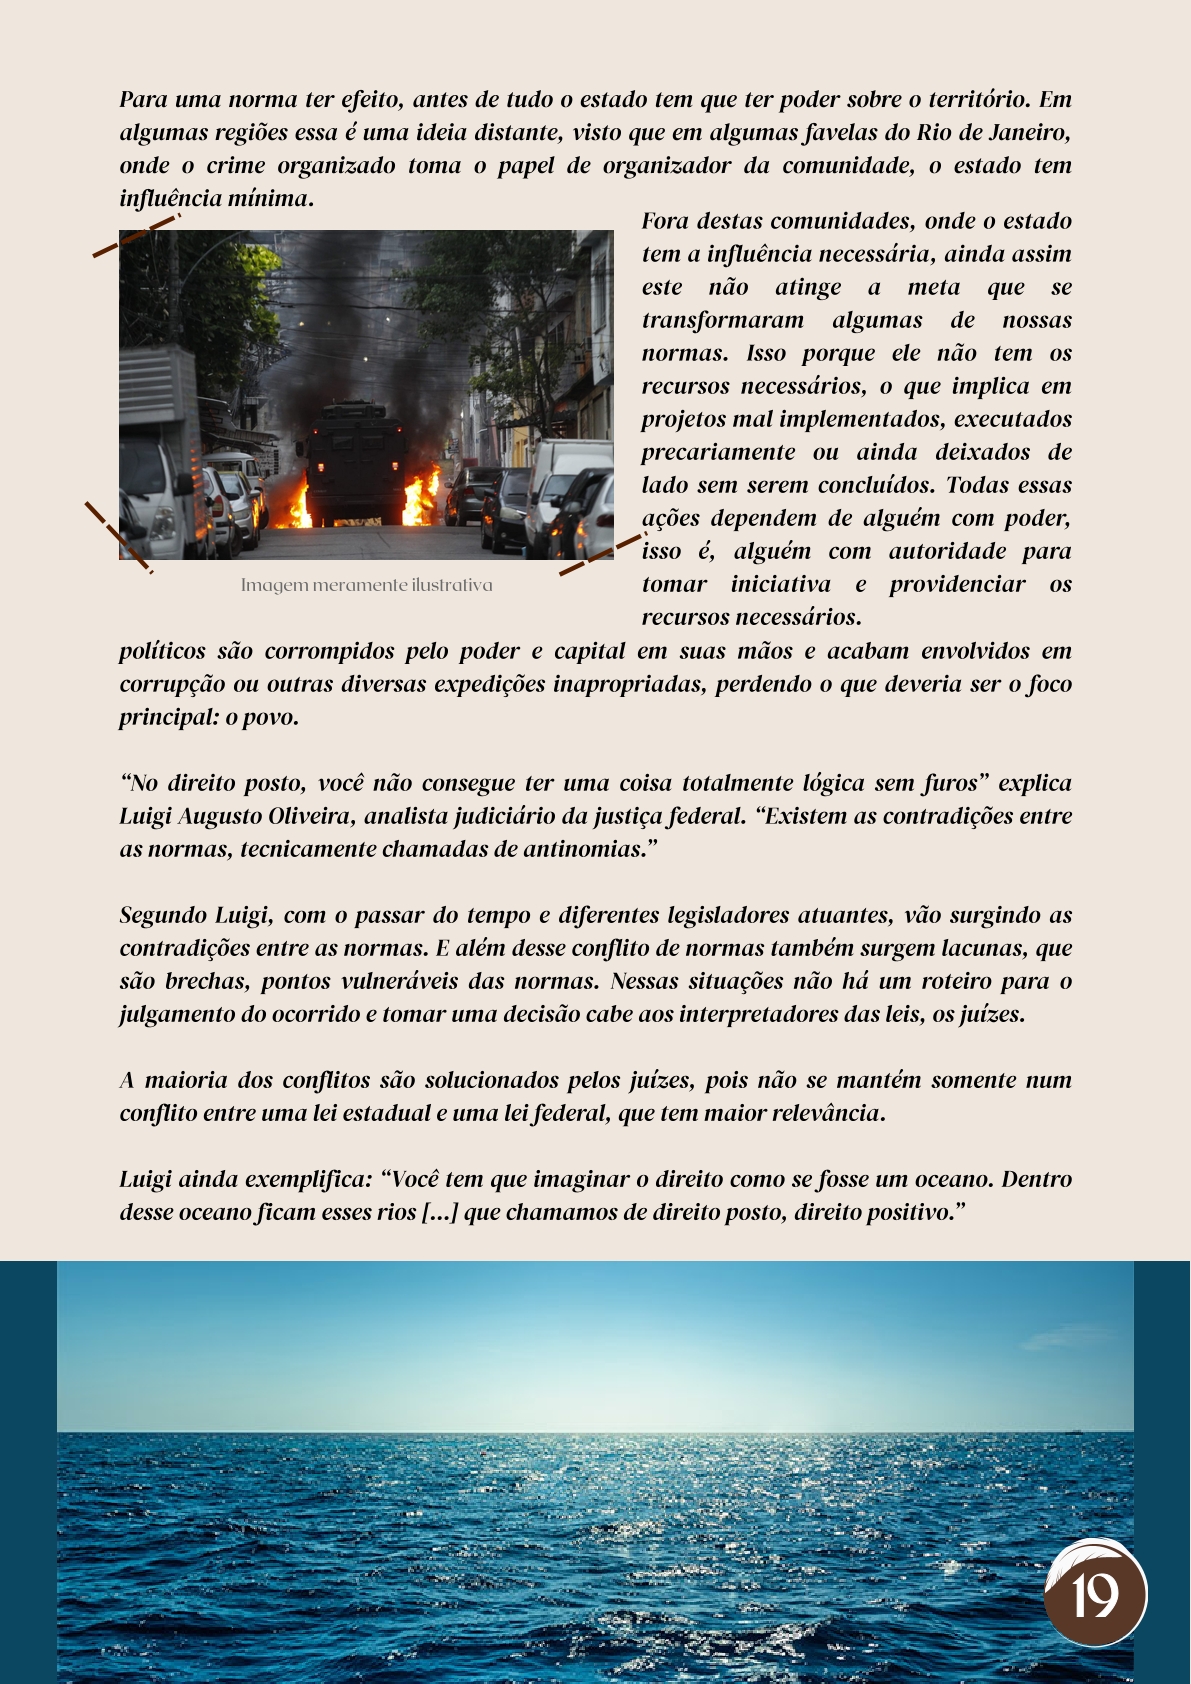 Para uma norma ter efeito, antes de tudo o estado tem que ter poder sobre o território. Em
algumas regiões essa é uma ideia distante, visto que em algumas favelas do Rio de Janeiro,
onde o crime organizado toma o papel de organizador da comunidade, o estado tem
influência mínima.
Fora destas comunidades, onde o estado
tem a influência necessária, ainda assim
este não atinge a meta que se
transformaram algumas de nossas
normas. Isso porque ele não tem os
recursos necessários, o que implica em
projetos mal implementados, executados
precariamente ou ainda deixados de
lado sem serem concluídos. Todas essas
ações dependem de alguém com poder,
isso é, alguém com autoridade para
tomar iniciativa e providenciar os
recursos necessários.
Imagem meramente ilustrativa
políticos são corrompidos pelo poder e capital em suas mãos e acabam envolvidos em
corrupção ou outras diversas expedições inapropriadas, perdendo o que deveria ser o foco
principal: o povo.
“No direito posto, você não consegue ter uma coisa totalmente lógica sem furos” explica
Luigi Augusto Oliveira, analista judiciário da justiça federal. “Existem as contradições entre
as normas, tecnicamente chamadas de antinomias.”
Segundo Luigi, com o passar do tempo e diferentes legisladores atuantes, vão surgindo as
contradições entre as normas. E além desse conflito de normas também surgem lacunas, que
são brechas, pontos vulneráveis das normas. Nessas situações não há um roteiro para o
julgamento do ocorrido e tomar uma decisão cabe aos interpretadores das leis, os juízes.
A maioria dos conflitos são solucionados pelos juízes, pois não se mantém somente num
conflito entre uma lei estadual e uma lei federal, que tem maior relevância.
Luigi ainda exemplifica: “Você tem que imaginar o direito como se fosse um oceano. Dentro
desse oceano ficam esses rios [...] que chamamos de direito posto, direito positivo.”
19